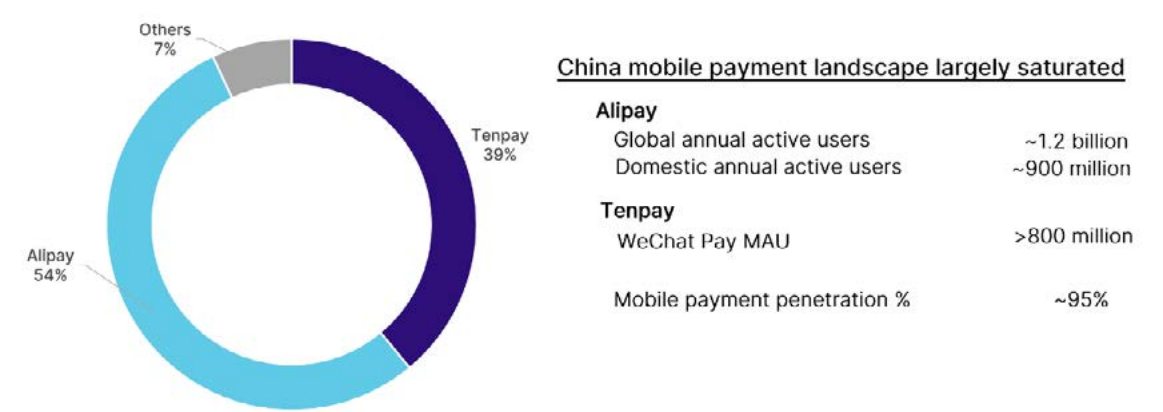 Others
7%
Tenpay
39%
Alipay
54%
China mobile payment landscape largely saturated
Alipay
Global annual active users ~1.2 billion
Domestic annual active users ~900 million
Tenpay
WeChat Pay MAU >800 million
Mobile payment penetration % ~95%